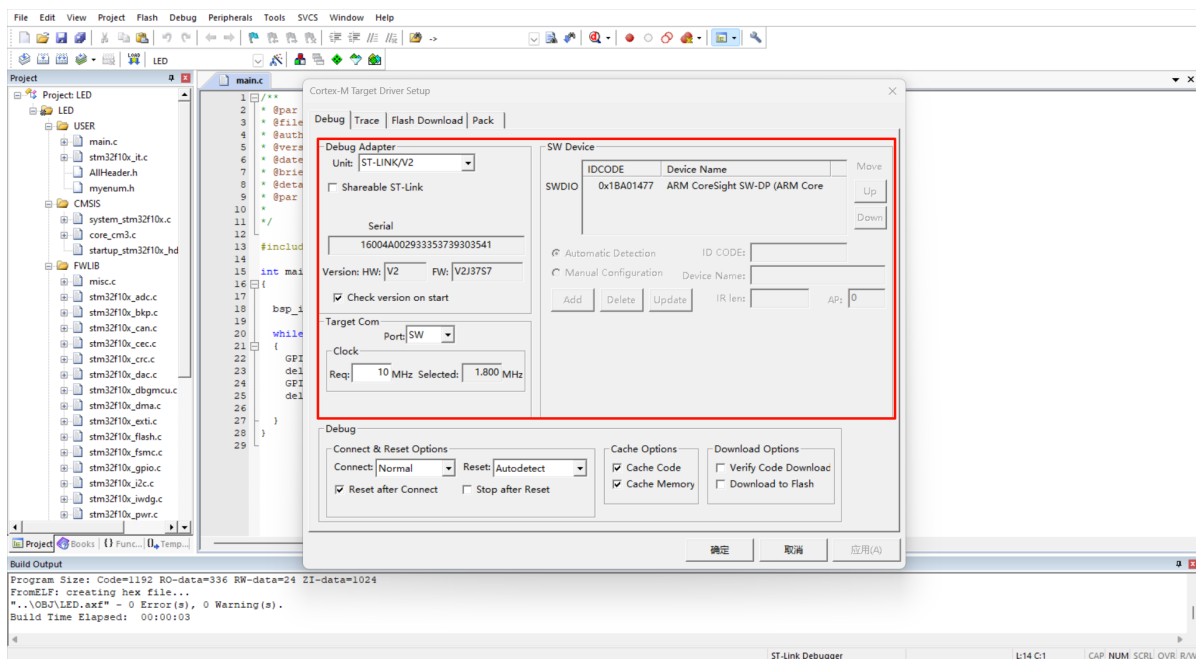 File Edit View Project Flash Debug Peripherals Tools SVCS Window Help
LOAD LED
Project
main.c
Project: LED
LED
USER
main.c
stm32f10x_it.c
AllHeader.h
myenum.h
CMSIS
system_stm32f10x.c
core_cm3.c
startup_stm32f10x_hd
FWLIB
misc.c
stm32f10x_adc.c
stm32f10x_bkp.c
stm32f10x_can.c
stm32f10x_cec.c
stm32f10x_crc.c
stm32f10x_dac.c
stm32f10x_dbgmcu.c
stm32f10x_dma.c
stm32f10x_exti.c
stm32f10x_flash.c
stm32f10x_fsmc.c
stm32f10x_gpio.c
stm32f10x_i2c.c
stm32f10x_iwdg.c
stm32f10x_pwr.c
Project Books {} Func... Temp...
1 /**
2 * @par
3 * @file
4 * @auth
5 * @vers
6 * @date
7 * @brie
8 * @deta
9 * @par
10 *
11 */
12
13 #includ
14
15 int mai
16 {
17
18 bsp_i
19
20 while
21 {
22 GPI
23 del
24 GPI
25 del
26
27 }
28 }
29
Cortex-M Target Driver Setup
Debug Trace Flash Download Pack
Debug Adapter
Unit: ST-LINK/V2
Shareable ST-Link
Serial
16004A002933353739303541
Version: HW: V2 FW: V2J37S7
Check version on start
Target Com
Port: SW
Clock
Req: 10 MHz Selected: 1.800 MHz
SW Device
IDCODE Device Name Move
SWDIO 0x1BA01477 ARM CoreSight SW-DP (ARM Core Up
Down
Automatic Detection ID CODE:
Manual Configuration Device Name:
Add Delete Update IR len: AP: 0
Debug
Connect & Reset Options
Connect: Normal Reset: Autodetect
Reset after Connect Stop after Reset
Cache Options
Cache Code
Cache Memory
Download Options
Verify Code Download
Download to Flash
确定 取消 应用(A)
Build Output
Program Size: Code=1192 RO-data=336 RW-data=24 ZI-data=1024
FromELF: creating hex file...
"..\OBJ\LED.axf" - 0 Error(s), 0 Warning(s).
Build Time Elapsed: 00:00:03
ST-Link Debugger L:14 C:1 CAP NUM SCRL OVR R/W